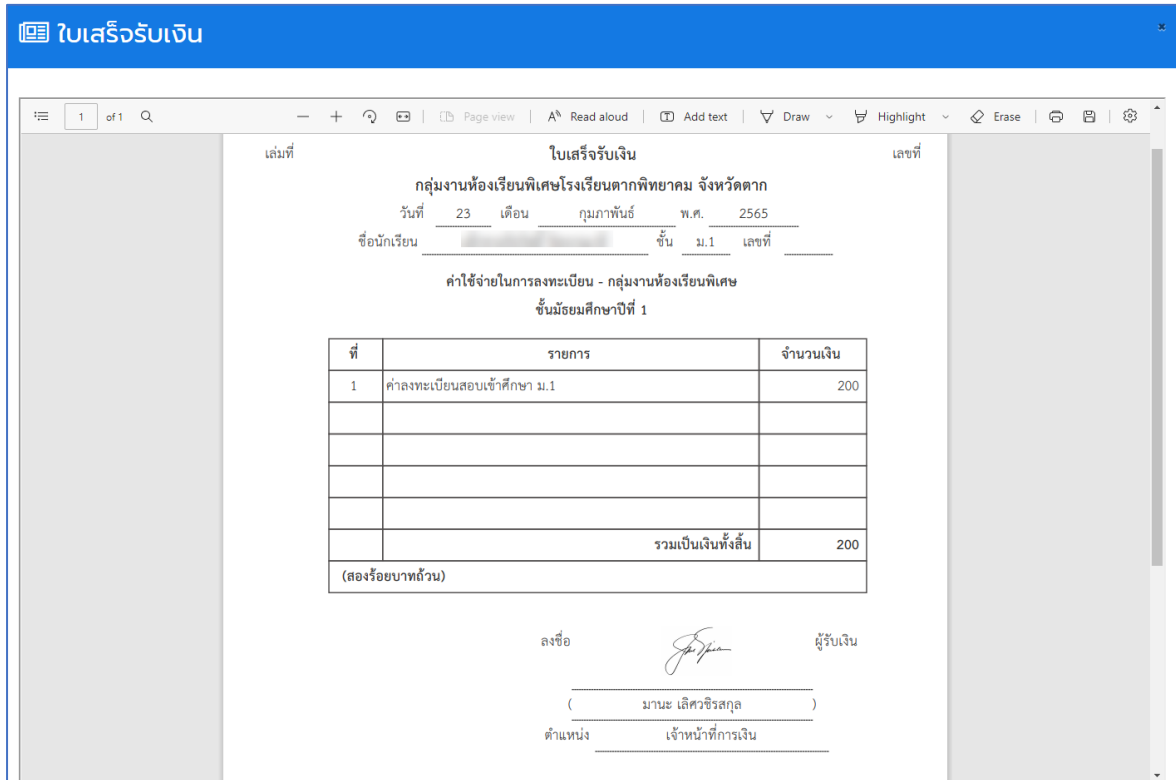 ใบเสร็จรับเงิน
1 of 1 Page view Read aloud Add text Draw Highlight Erase
เล่มที่ ใบเสร็จรับเงิน เลขที่
กลุ่มงานห้องเรียนพิเศษโรงเรียนตากพิทยาคม จังหวัดตาก
วันที่ 23 เดือน กุมภาพันธ์ พ.ศ. 2565
ชื่อนักเรียน ชั้น ม.1 เลขที่
ค่าใช้จ่ายในการลงทะเบียน - กลุ่มงานห้องเรียนพิเศษ
ชั้นมัธยมศึกษาปีที่ 1
ที่ รายการ จำนวนเงิน
1 ค่าลงทะเบียนสอบเข้าศึกษา ม.1 200
รวมเป็นเงินทั้งสิ้น 200
(สองร้อยบาทถ้วน)
ลงชื่อ ผู้รับเงิน
( มานะ เลิศวชิรสกุล )
ตำแหน่ง เจ้าหน้าที่การเงิน